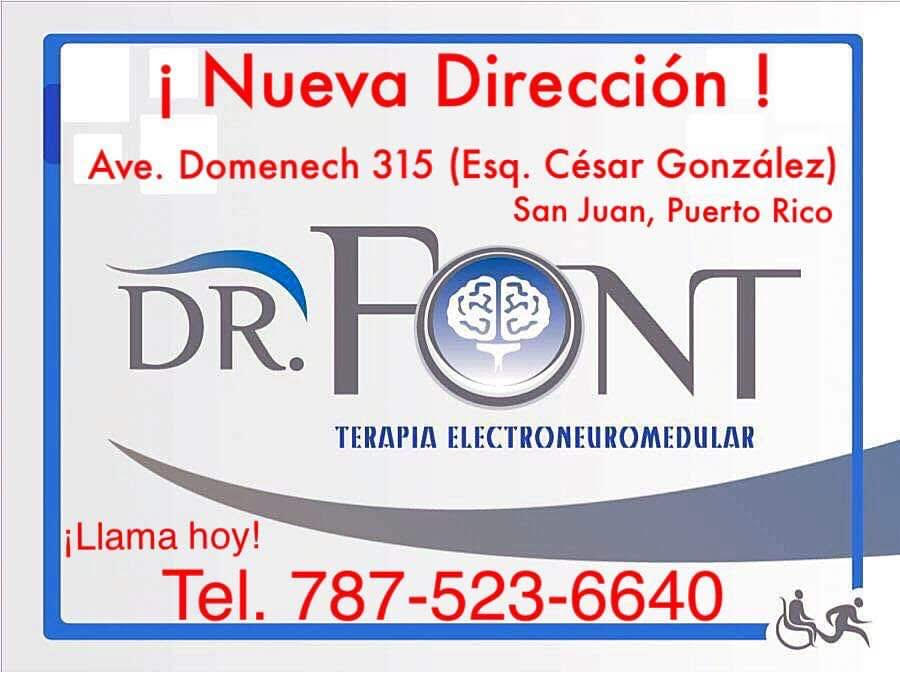 ¡ Nueva Dirección !
Ave. Domenech 315 (Esq. César González)
San Juan, Puerto Rico
DR. PONT
TERAPIA ELECTRONEUROMEDULAR
¡Llama hoy!
Tel. 787-523-6640